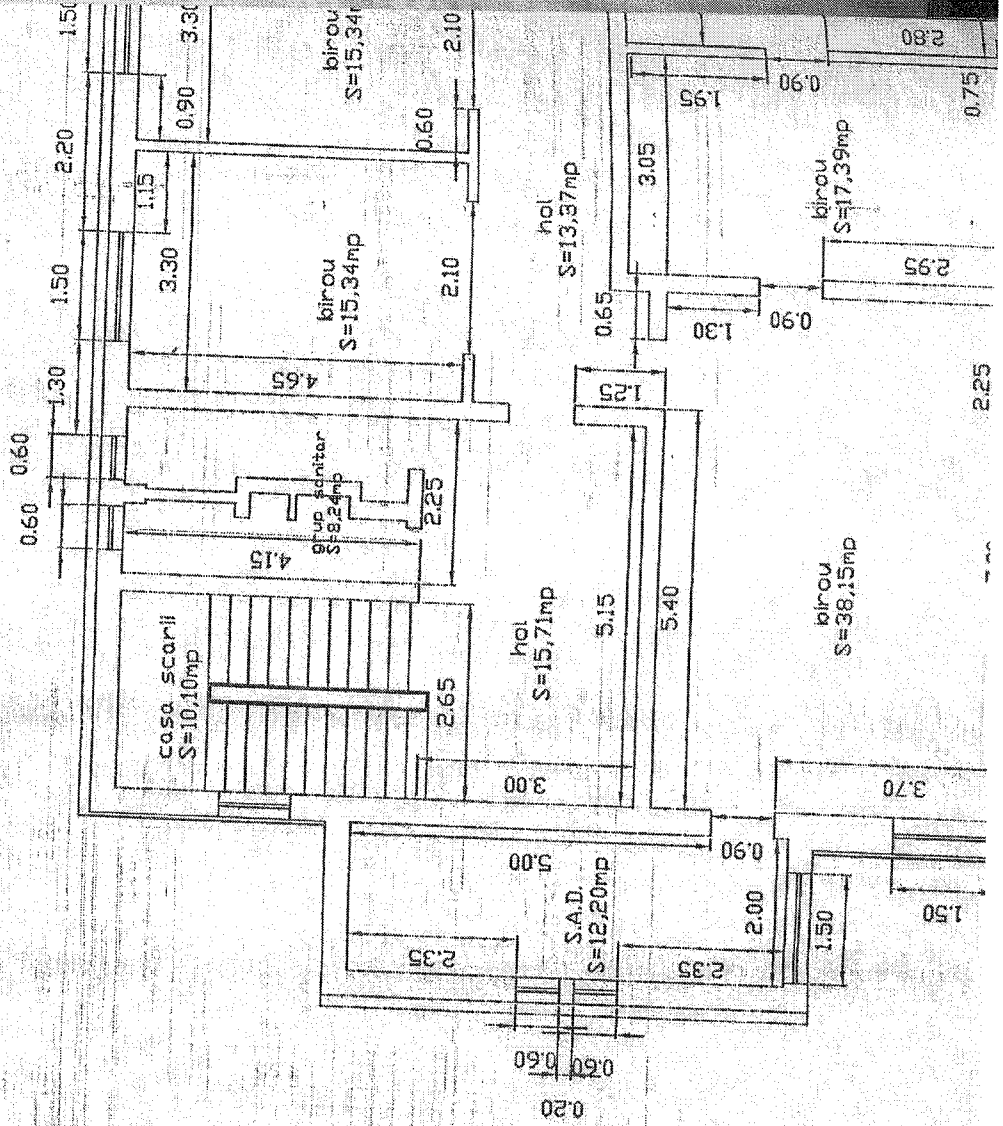 1.50
3.30
birou
S=15,34m
2.10
2.80
2.20
0.90
0.60
1.95
0.90
0.75
1.15
3.05
1.50
3.30
birou
S=15,34mp
2.10
hol
S=13,37mp
birou
S=17,39mp
2.95
0.65
1.30
0.90
1.30
4.65
1.25
2.25
0.60
0.60
grup sanitar
S=8,24mp
2.25
4.15
casa scarii
S=10,10mp
2.65
hol
S=15,71mp
5.15
5.40
birou
S=38,15mp
3.00
3.70
5.00
0.90
S.A.D.
S=12,20mp
2.35
2.35
2.00
1.50
1.50
0.60
0.60
0.20